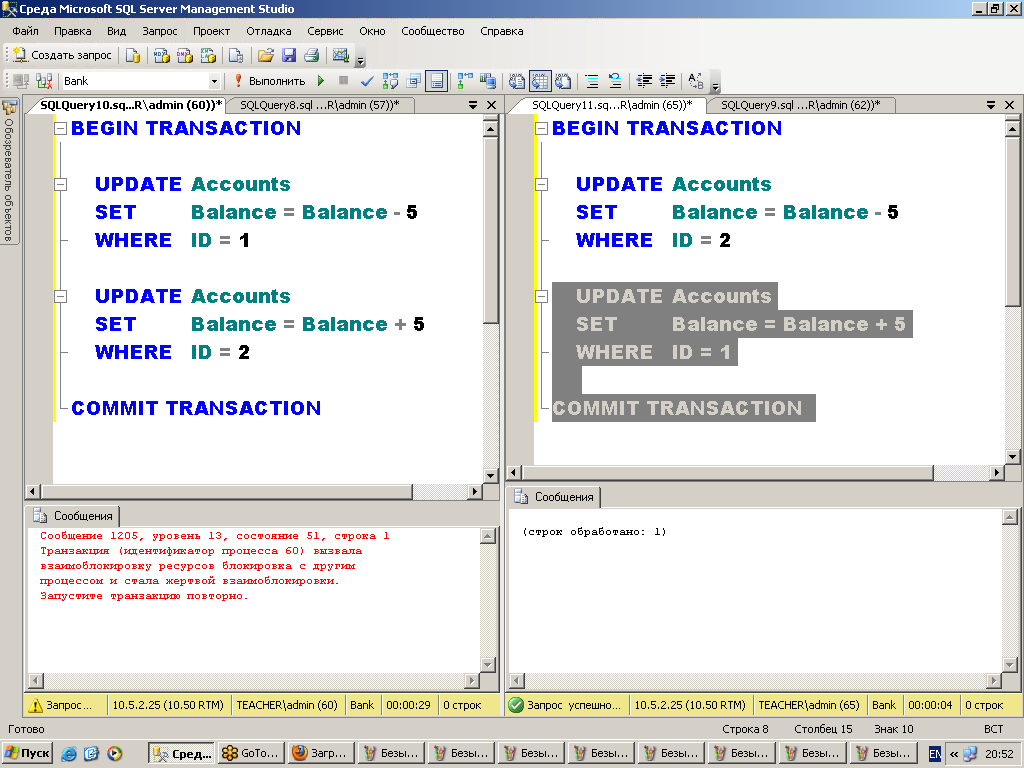 Среда Microsoft SQL Server Management Studio
Файл Правка Вид Запрос Проект Отладка Сервис Окно Сообщество Справка
Создать запрос
Bank Выполнить
Обозреватель объектов
SQLQuery10.sq...R\admin (60))* SQLQuery8.sql ...R\admin (57))*
BEGIN TRANSACTION
UPDATE Accounts
SET Balance = Balance - 5
WHERE ID = 1
UPDATE Accounts
SET Balance = Balance + 5
WHERE ID = 2
COMMIT TRANSACTION
Сообщения
Сообщение 1205, уровень 13, состояние 51, строка 1
Транзакция (идентификатор процесса 60) вызвала
взаимоблокировку ресурсов блокировка с другим
процессом и стала жертвой взаимоблокировки.
Запустите транзакцию повторно.
Запрос... 10.5.2.25 (10.50 RTM) TEACHER\admin (60) Bank 00:00:29 0 строк
SQLQuery11.sq...R\admin (65))* SQLQuery9.sql ...R\admin (62))*
BEGIN TRANSACTION
UPDATE Accounts
SET Balance = Balance - 5
WHERE ID = 2
UPDATE Accounts
SET Balance = Balance + 5
WHERE ID = 1
COMMIT TRANSACTION
Сообщения
(строк обработано: 1)
Запрос успешно... 10.5.2.25 (10.50 RTM) TEACHER\admin (65) Bank 00:00:04 0 строк
Готово Строка 8 Столбец 15 Знак 10 ВСТ
Пуск Сред... GoTo... Загр... Безы... Безы... Безы... Безы... Безы... Безы... Безы... Безы... EN « 20:52